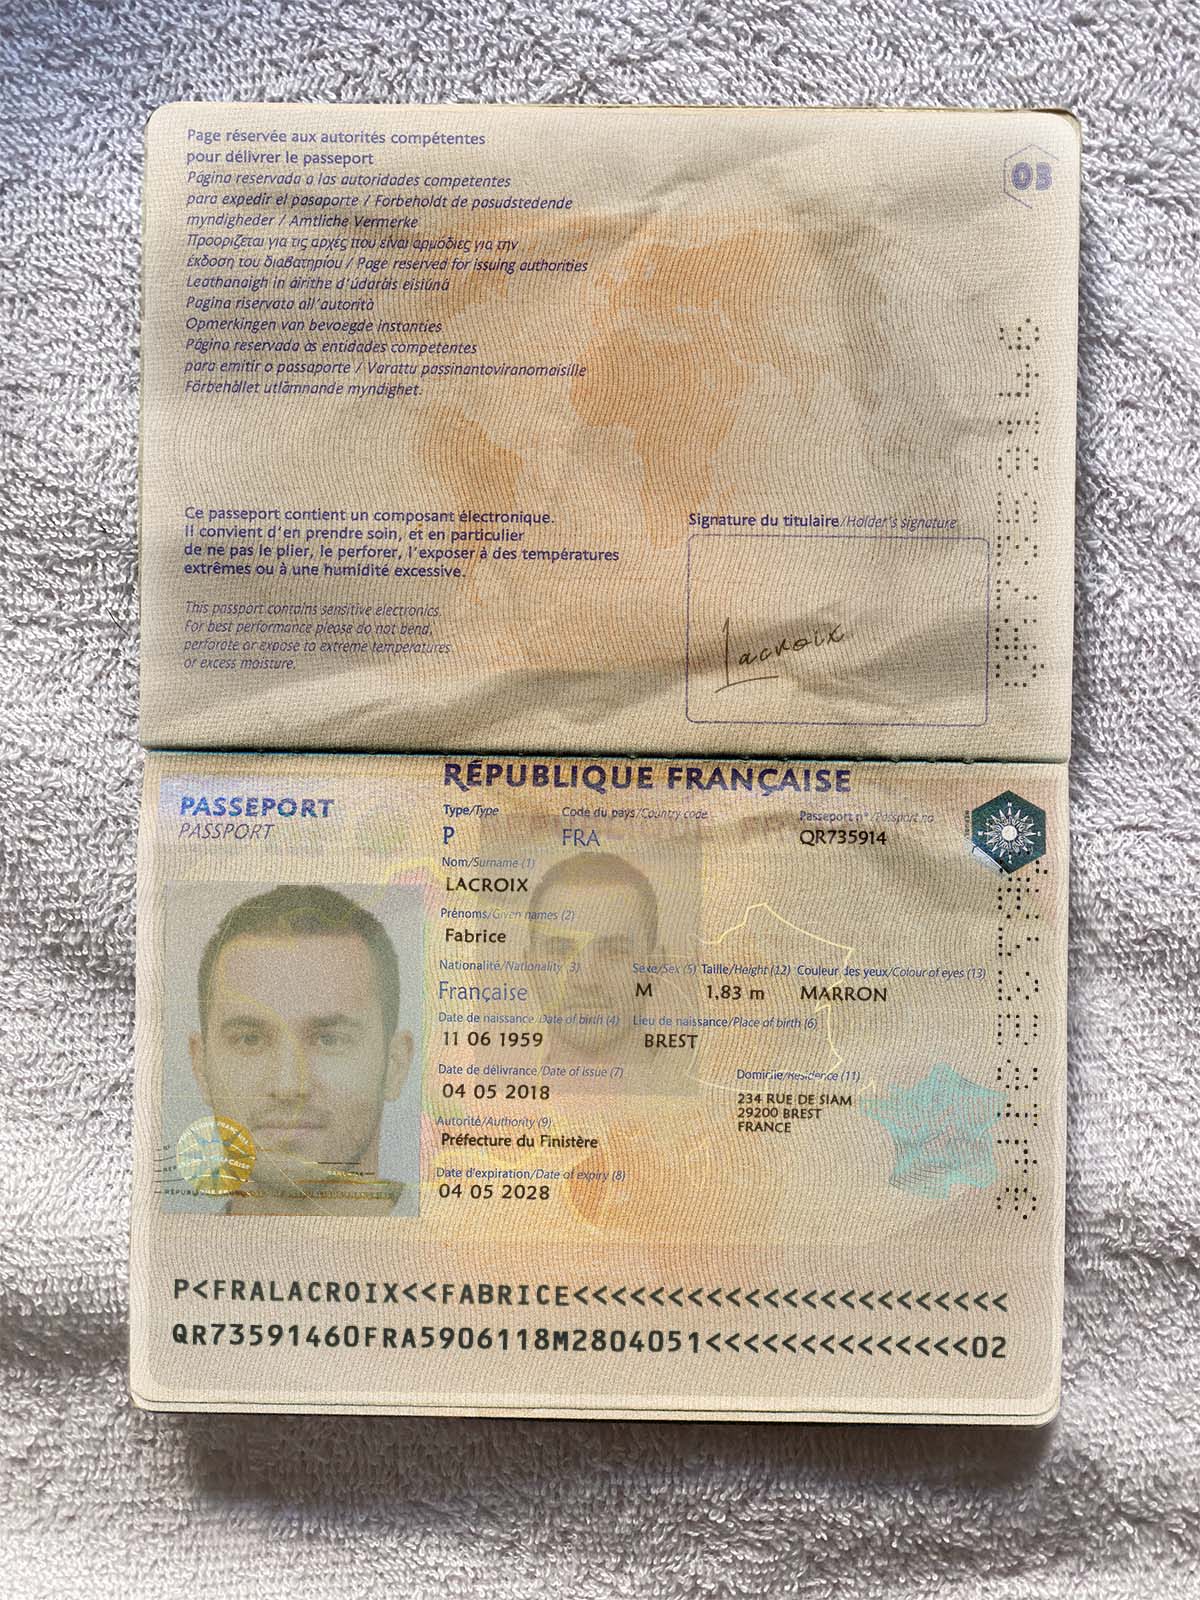 Page réservée aux autorités compétentes
pour délivrer le passeport
Pagina reservada a las autoridades competentes
para expedir el pasaporte / Forbeholdt de pasudstedende
myndigheder / Amtliche Vermerke
Προορίζεται για τις αρχές που είναι αρμόδιες για την
έκδοση του διαβατηρίου / Page reserved for issuing authorities
Leathanaigh in áirithe d'údaráis eisiúná
Pagina riservata all'autorità
Opmerkingen van bevoegde instanties
Página reservada às entidades competentes
para emitir o passaporte / Varattu passinantoviranomaisille
Förbehållet utlämnande myndighet.
03
Ce passeport contient un composant électronique.
Il convient d'en prendre soin, et en particulier
de ne pas le plier, le perforer, l'exposer à des températures
extrêmes ou à une humidité excessive.
This passport contains sensitive electronics.
For best performance please do not bend,
perforate or expose to extreme temperatures
or excess moisture.
Signature du titulaire/Holder's signature
Lacroix
RÉPUBLIQUE FRANÇAISE
PASSEPORT
PASSPORT
Type/Type Code du pays/Country code Passeport n°/Passport no
P FRA QR735914
Nom/Surname (1)
LACROIX
Prénoms/Given names (2)
Fabrice
Nationalité/Nationality (3) Sexe/Sex (5) Taille/Height (12) Couleur des yeux/Colour of eyes (13)
Française M 1,83 m MARRON
Date de naissance/Date of birth (4) Lieu de naissance/Place of birth (6)
11 06 1959 BREST
Date de délivrance/Date of issue (7) Domicile/Residence (11)
04 05 2018 234 RUE DE SIAM
29200 BREST
FRANCE
Autorité/Authority (9)
Préfecture du Finistère
Date d'expiration/Date of expiry (8)
04 05 2028
P<FRALACROIX<<FABRICE<<<<<<<<<<<<<<<<<<<<<<<
QR73591460FRA5906118M2804051<<<<<<<<<<<<<<02